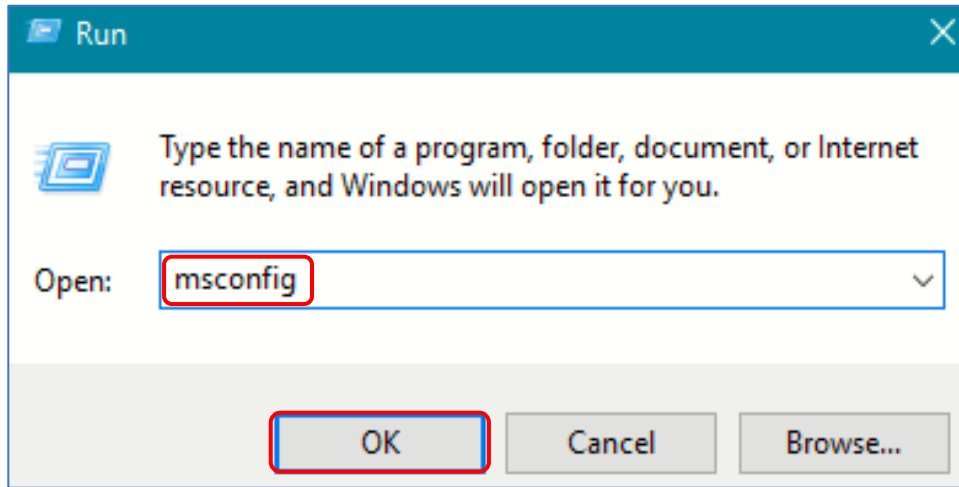 Run
Type the name of a program, folder, document, or Internet
resource, and Windows will open it for you.
Open: msconfig
OK Cancel Browse...